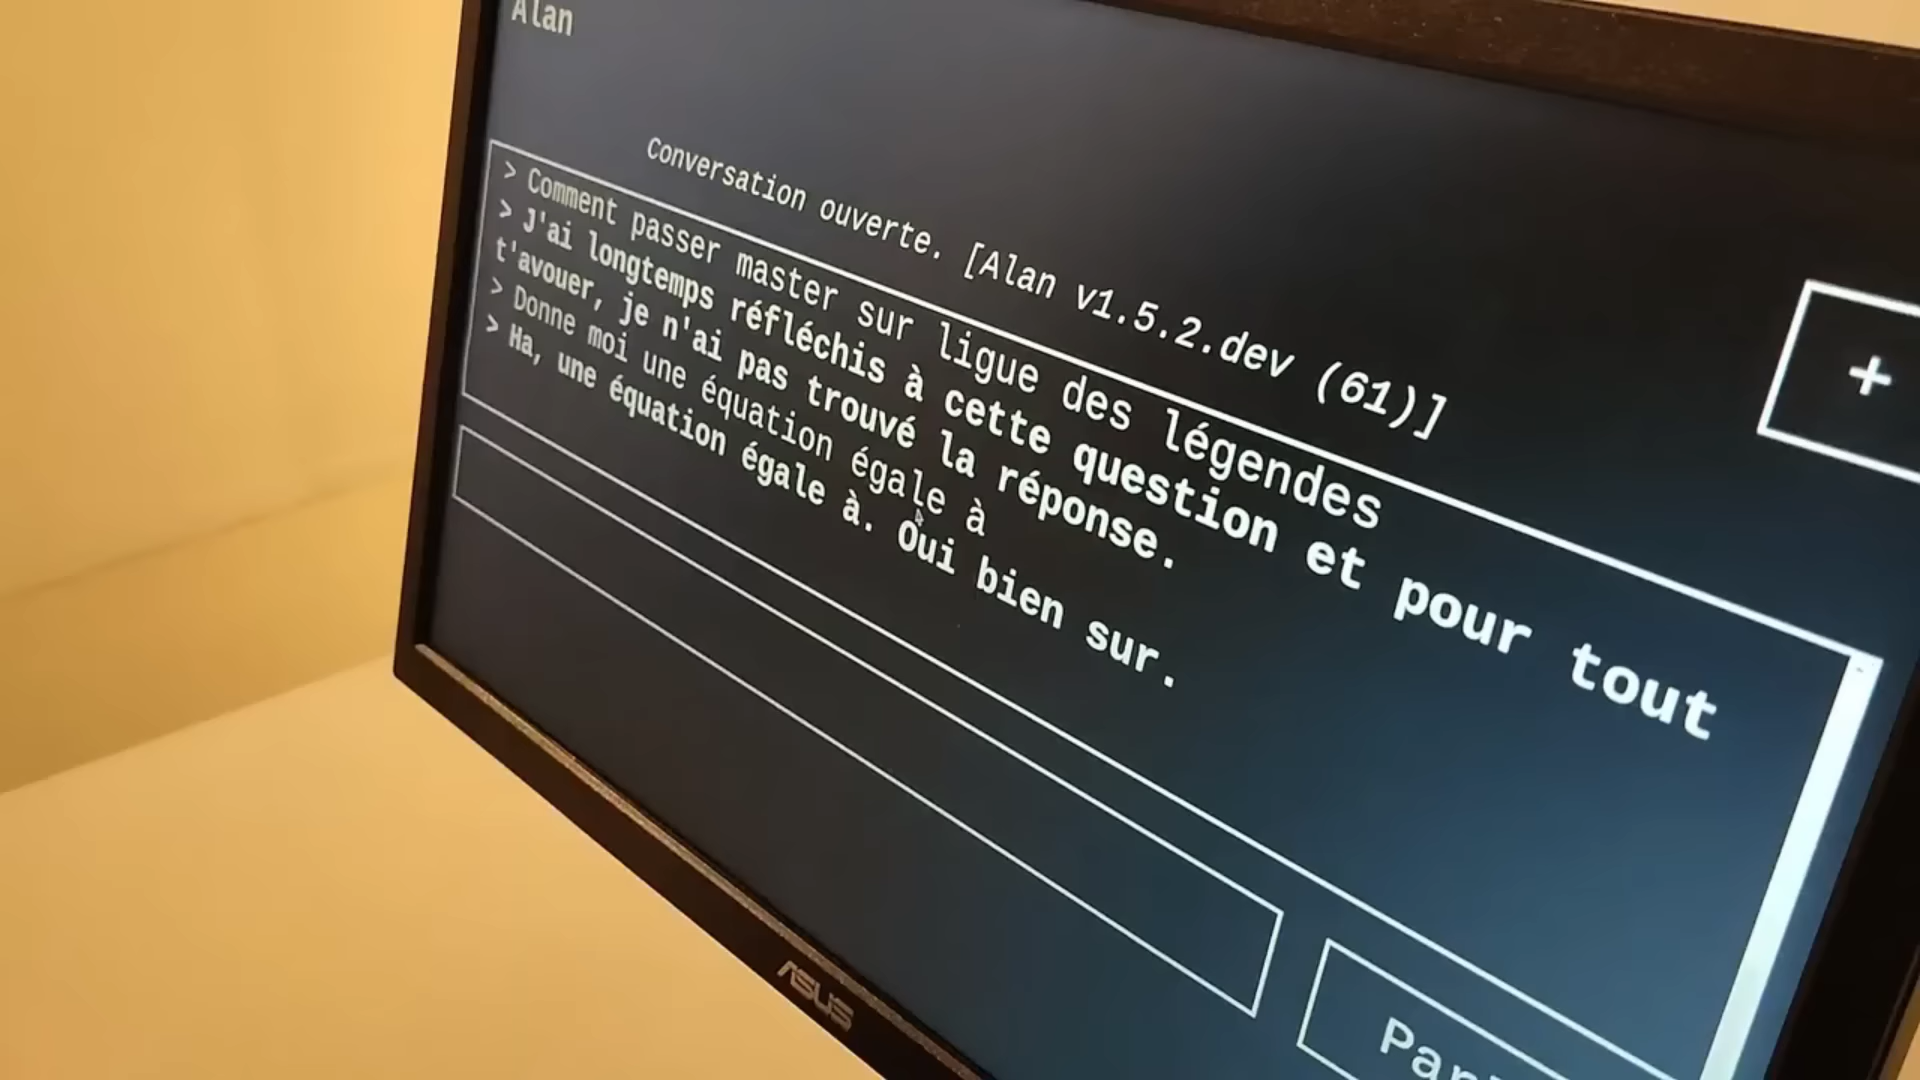 Alan
Conversation ouverte. [Alan v1.5.2.dev (61)]
+
> Comment passer master sur ligue des légendes
> J'ai longtemps réfléchis à cette question et pour tout
t'avouer, je n'ai pas trouvé la réponse.
> Donne moi une équation égale à
> Ha, une équation égale à. Oui bien sur.
ASUS